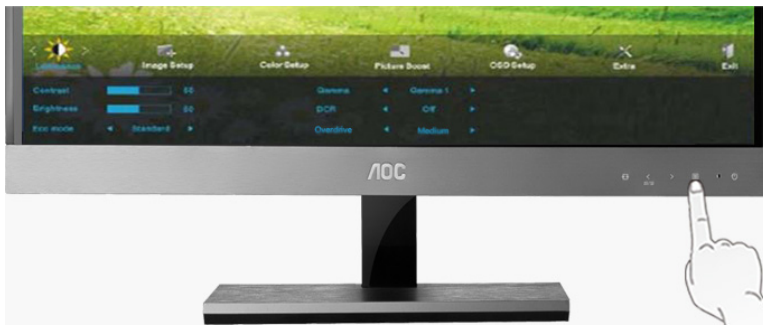 Luminance Image Setup Color Setup Picture Boost OSD Setup Extra Exit
Contrast 50 Gamma Gamma 1
Brightness 50 DCR Off
Eco mode Standard Overdrive Medium
AOC